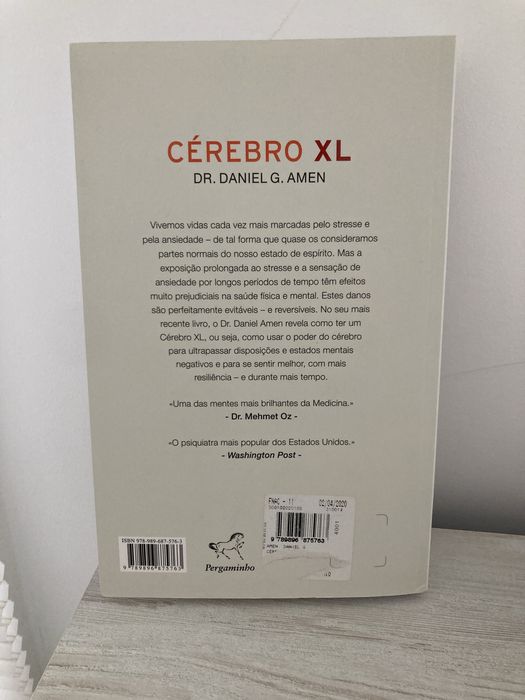 CÉREBRO XL
DR. DANIEL G. AMEN
Vivemos vidas cada vez mais marcadas pelo stresse e
pela ansiedade – de tal forma que quase os consideramos
partes normais do nosso estado de espírito. Mas a
exposição prolongada ao stresse e a sensação de
ansiedade por longos períodos de tempo têm efeitos
muito prejudiciais na saúde física e mental. Estes danos
são perfeitamente evitáveis – e reversíveis. No seu mais
recente livro, o Dr. Daniel Amen revela como ter um
Cérebro XL, ou seja, como usar o poder do cérebro
para ultrapassar disposições e estados mentais
negativos e para se sentir melhor, com mais
resiliência – e durante mais tempo.
«Uma das mentes mais brilhantes da Medicina.»
- Dr. Mehmet Oz -
«O psiquiatra mais popular dos Estados Unidos.»
- Washington Post -
FNAC - 11 02/04/2020
4001
9 789896 875763
AMEN DANIEL G
ISBN 978-989-687-576-3
9 789896 875763
Pergaminho